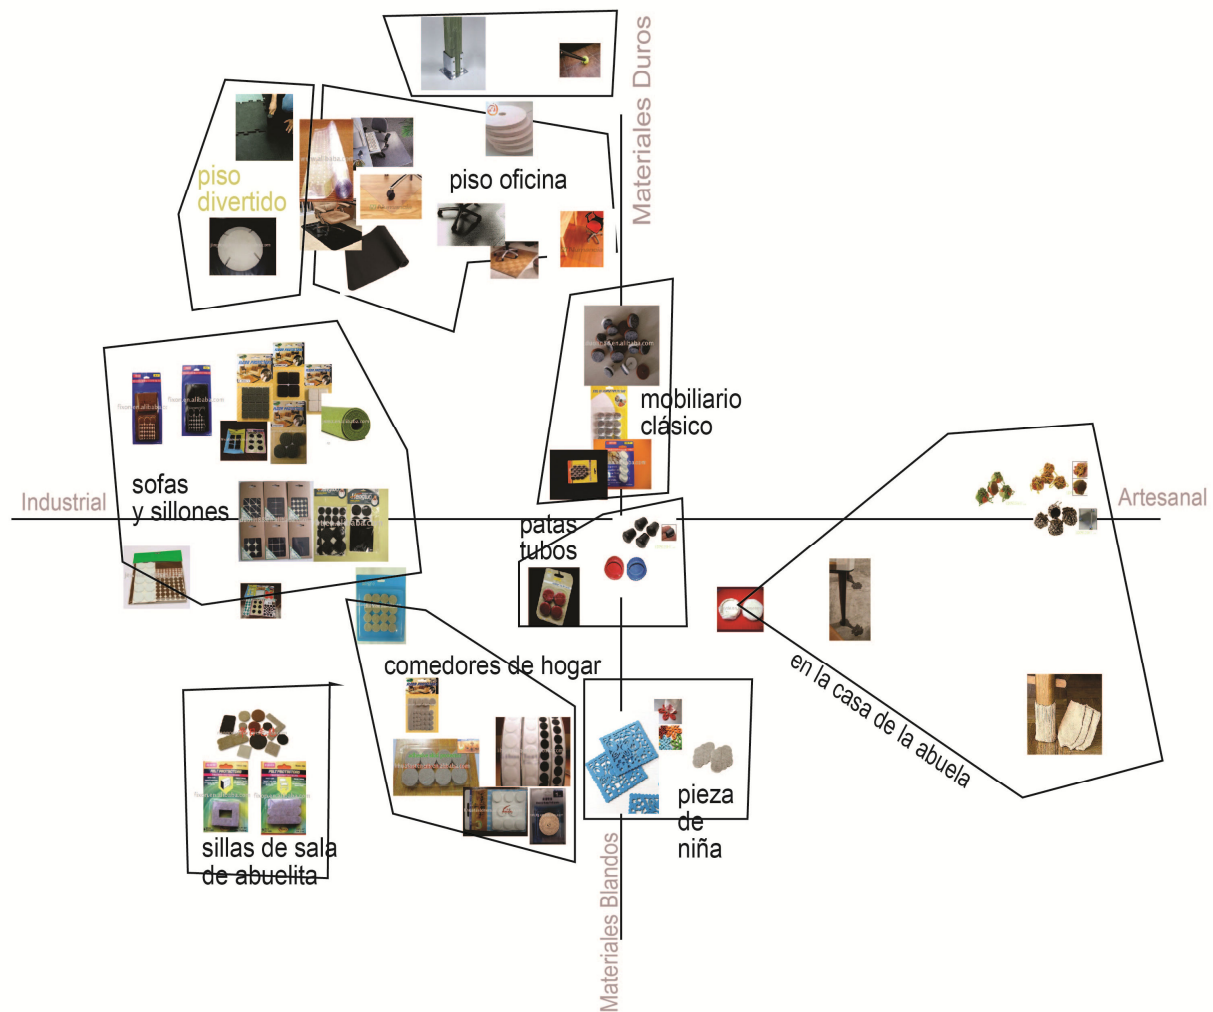 Materiales Duros
piso
divertido
piso oficina
mobiliario
clásico
sofas
y sillones
Industrial
Artesanal
patas
tubos
comedores de hogar
en la casa de la abuela
pieza
de
niña
sillas de sala
de abuelita
Materiales Blandos